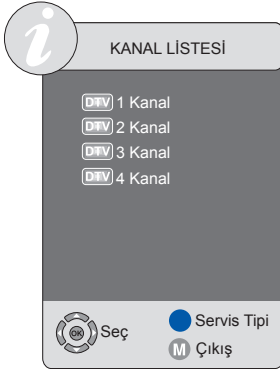 i
KANAL LİSTESİ
DTV 1 Kanal
DTV 2 Kanal
DTV 3 Kanal
DTV 4 Kanal
OK Seç
Servis Tipi
M Çıkış